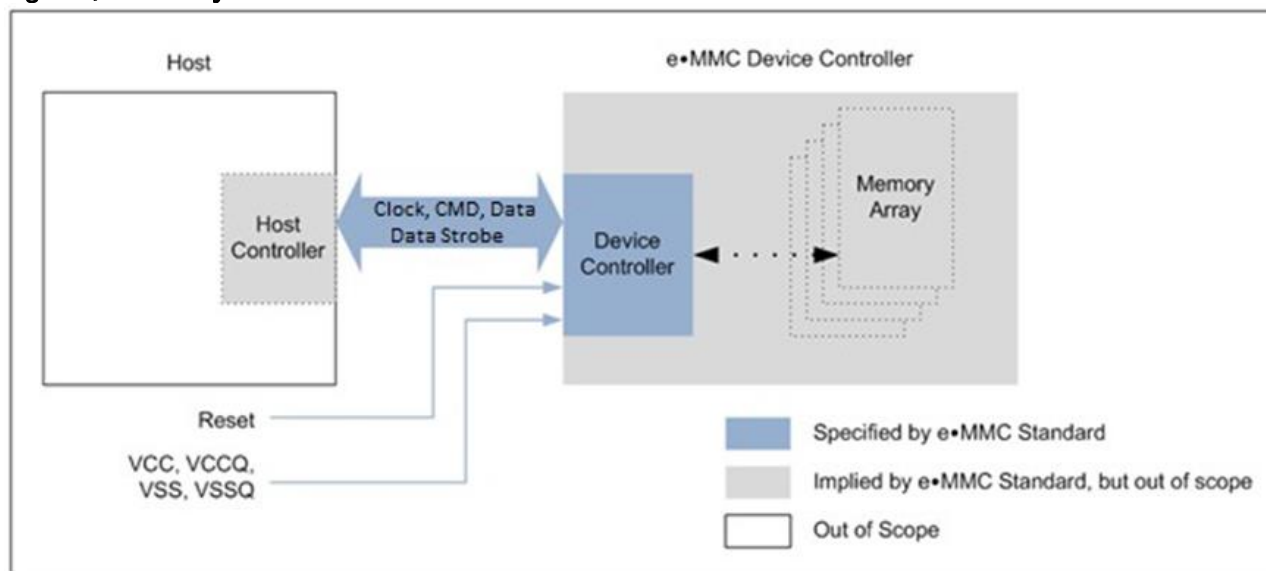 Host
e•MMC Device Controller
Memory
Array
Clock, CMD, Data
Data Strobe
Host
Controller
Device
Controller
Reset
VCC, VCCQ,
VSS, VSSQ
Specified by e•MMC Standard
Implied by e•MMC Standard, but out of scope
Out of Scope